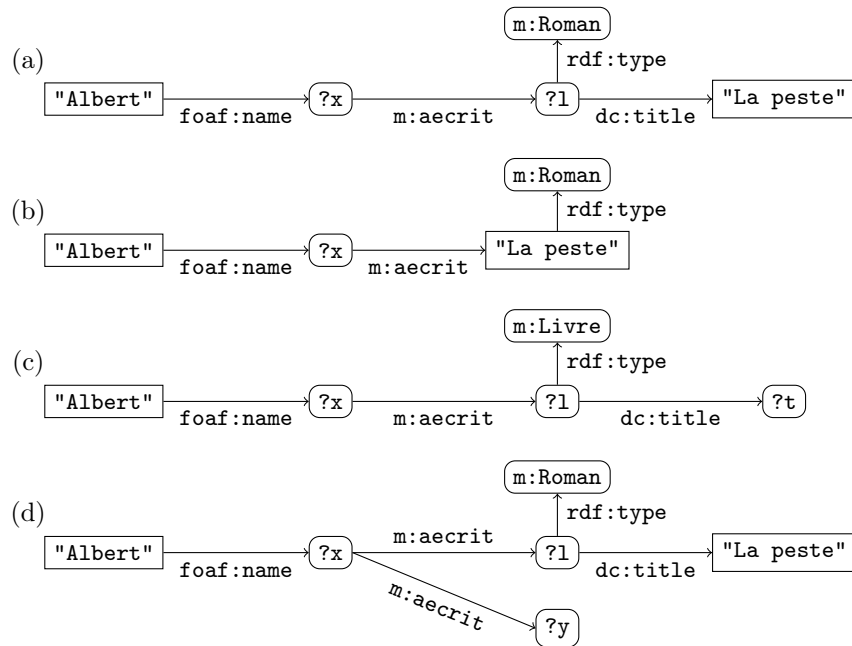 m:Roman
(a)
rdf:type
"Albert" ?x ?l "La peste"
foaf:name m:aecrit dc:title
m:Roman
(b)
rdf:type
"Albert" ?x "La peste"
foaf:name m:aecrit
m:Livre
(c)
rdf:type
"Albert" ?x ?l ?t
foaf:name m:aecrit dc:title
m:Roman
(d)
rdf:type
m:aecrit
"Albert" ?x ?l "La peste"
foaf:name dc:title
m:aecrit
?y